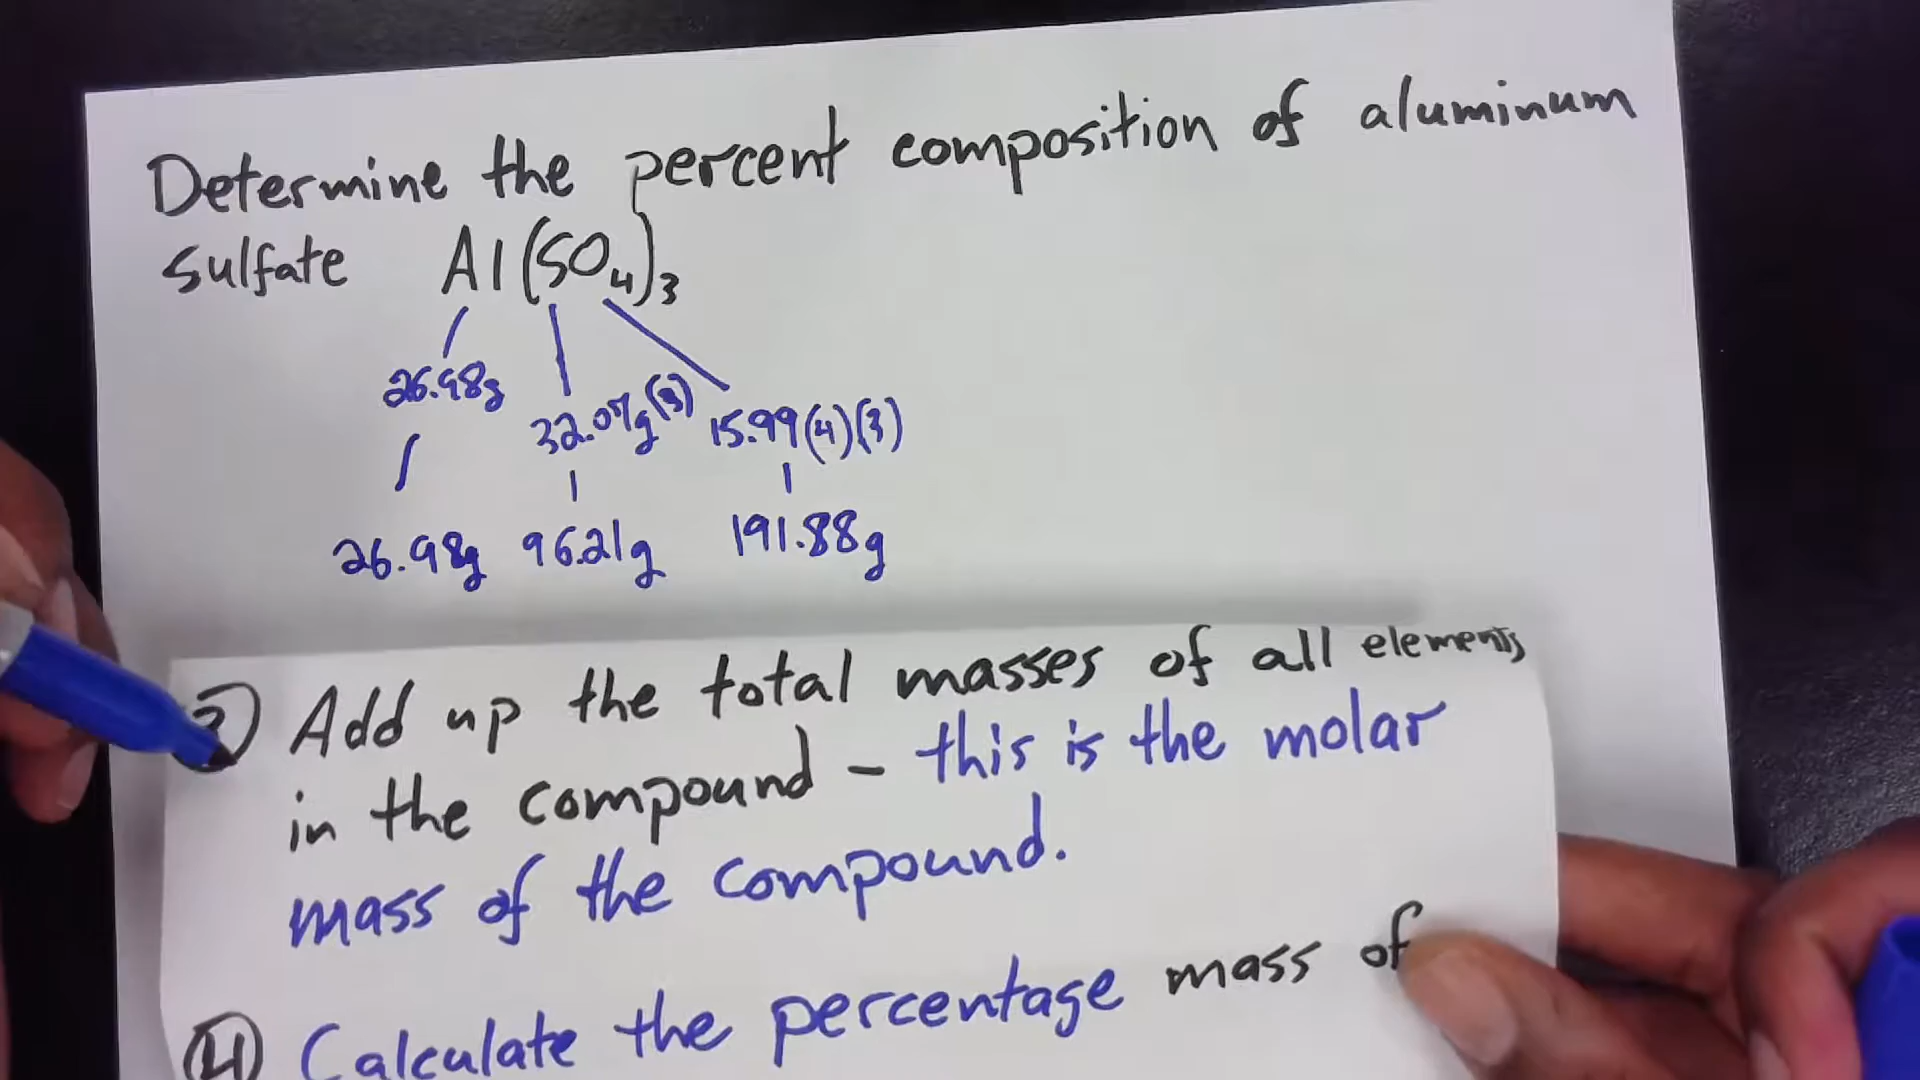 Determine the percent composition of aluminum
sulfate Al(SO4)3
26.98g 32.07g(3) 15.99(4)(3)
26.98g 96.21g 191.88g
Add up the total masses of all elements
in the compound – this is the molar
mass of the compound.
④ Calculate the percentage mass of